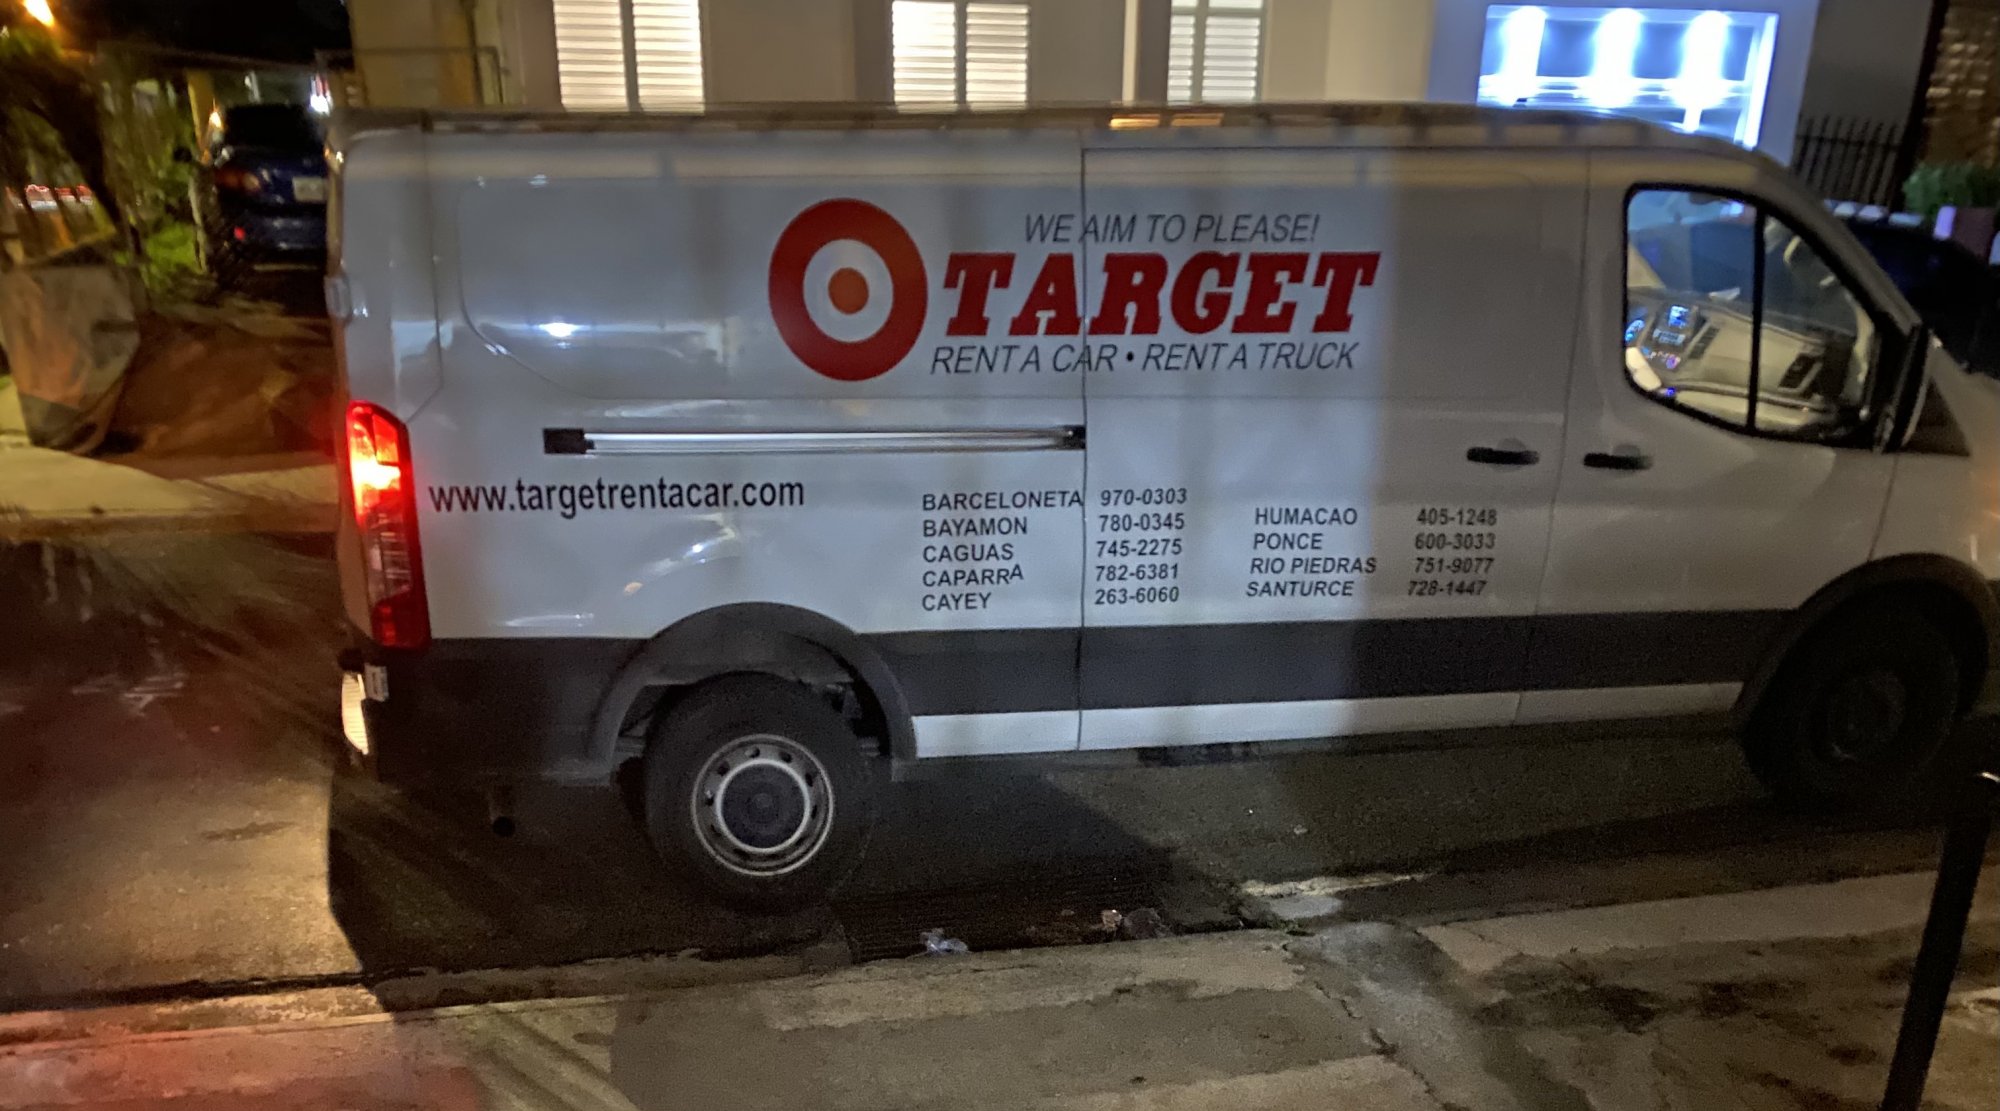 WE AIM TO PLEASE!
TARGET
RENT A CAR • RENT A TRUCK
www.targetrentacar.com
BARCELONETA 970-0303
BAYAMON 780-0345
CAGUAS 745-2275
CAPARRA 782-6381
CAYEY 263-6060
HUMACAO 405-1248
PONCE 600-3033
RIO PIEDRAS 751-9077
SANTURCE 728-1447